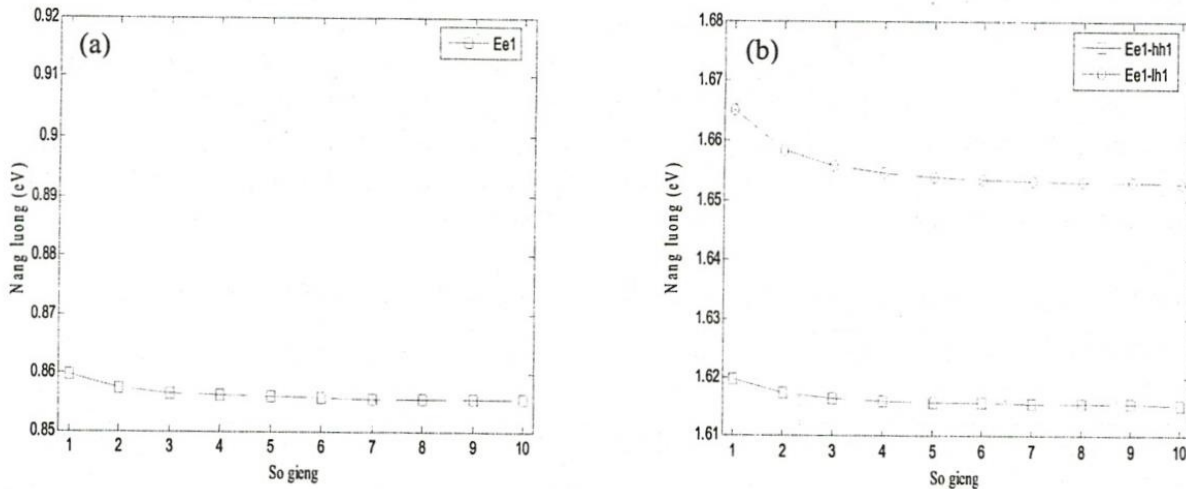 (a)
Ee1
0.92
0.91
0.9
0.89
0.88
0.87
0.86
0.85
Nang luong (eV)
1 2 3 4 5 6 7 8 9 10
So gieng
(b)
Ee1-hh1
Ee1-lh1
1.68
1.67
1.66
1.65
1.64
1.63
1.62
1.61
Nang luong (eV)
1 2 3 4 5 6 7 8 9 10
So gieng